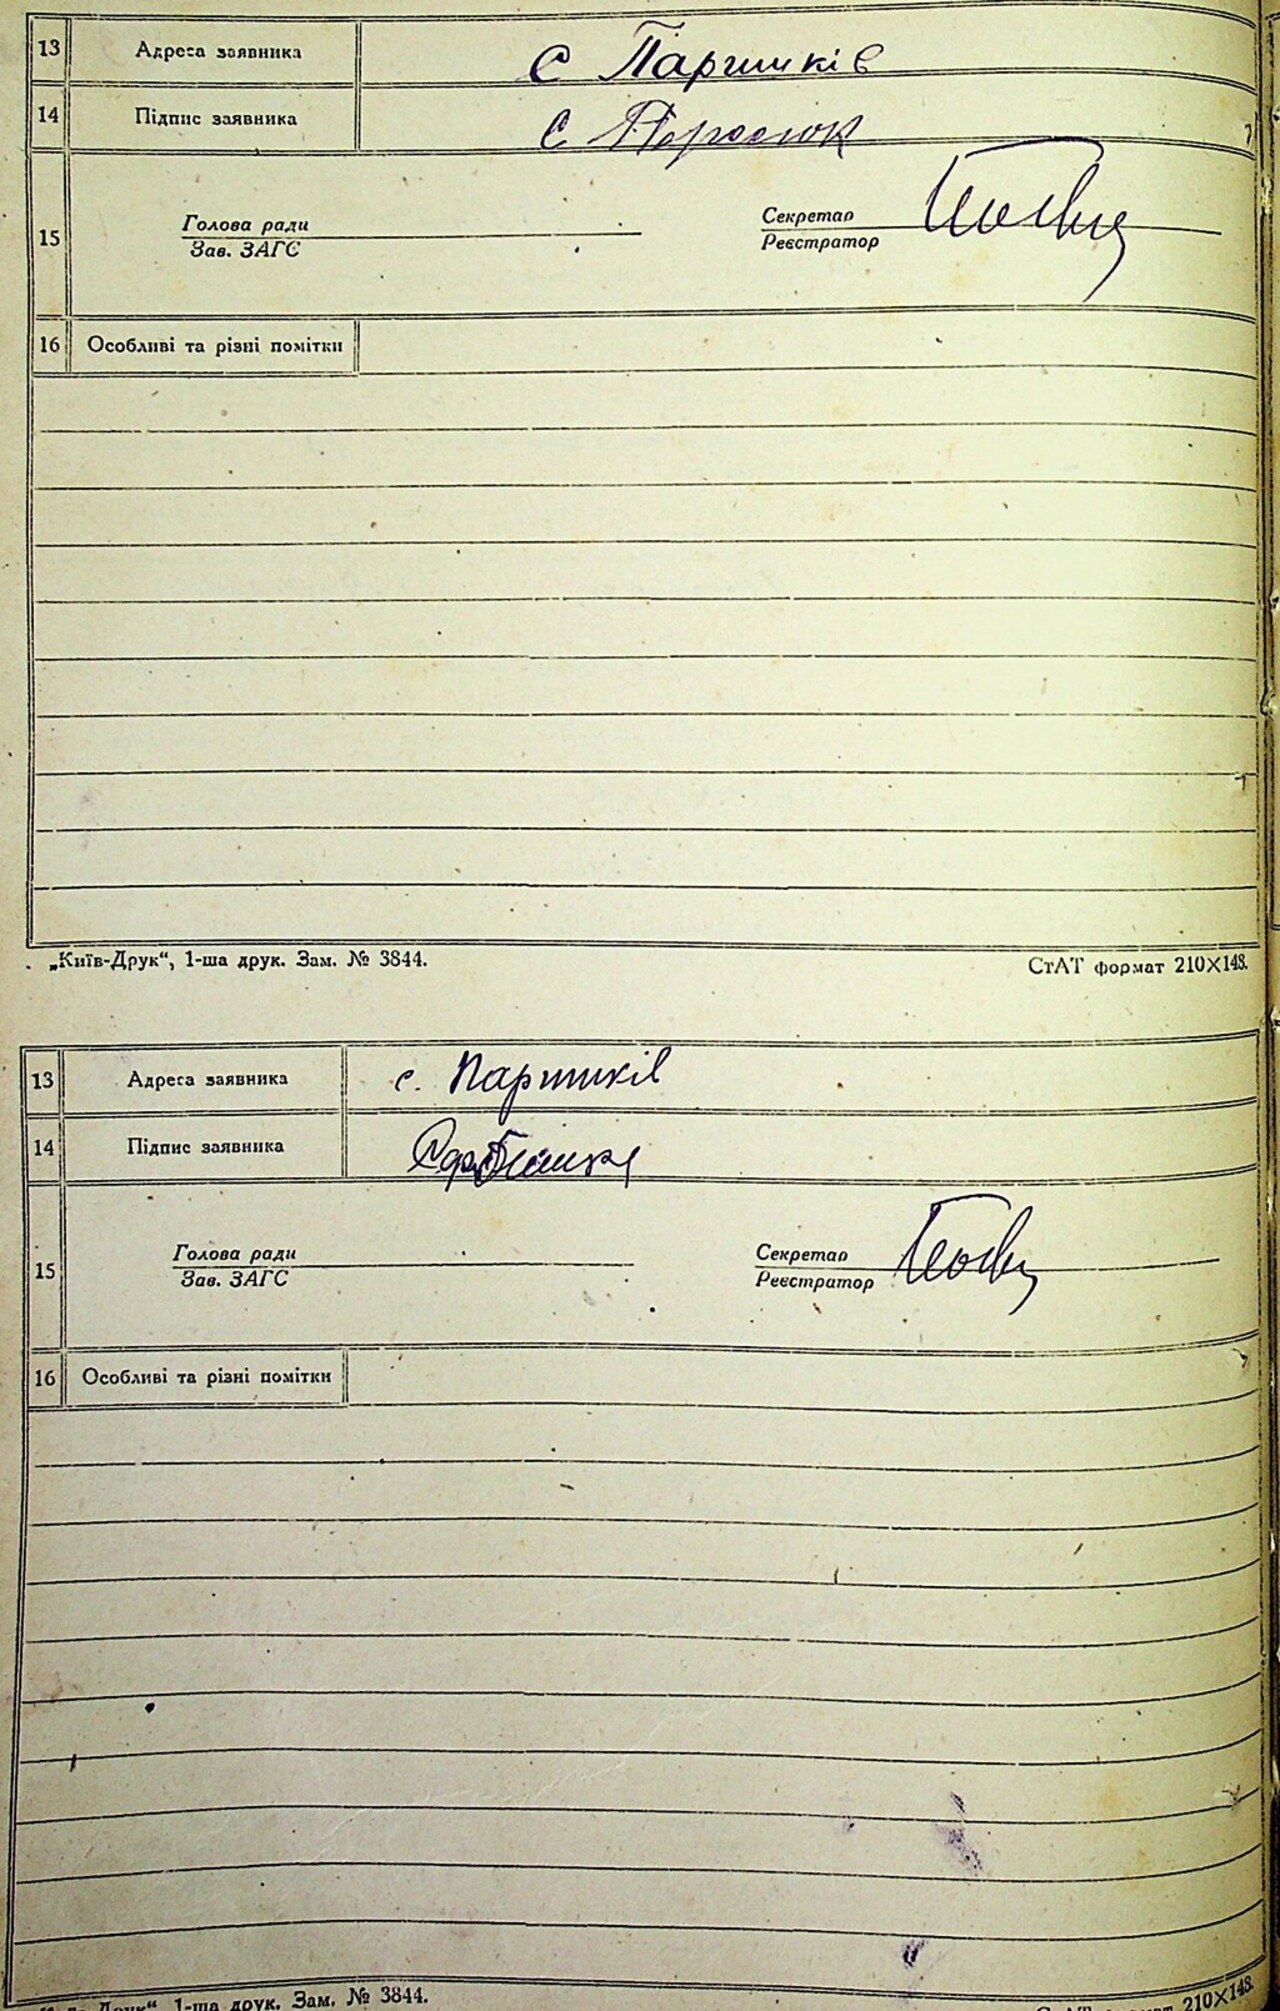 13 Адреса заявника с Паришків
14 Підпис заявника С
15 Голова ради Секретар
Зав. ЗАГС Реєстратор
16 Особливі та різні помітки
„Київ-Друк“, 1-ша друк. Зам. № 3844. СтАТ формат 210×148.
13 Адреса заявника с. Паришків
14 Підпис заявника
15 Голова ради Секретар
Зав. ЗАГС Реєстратор
16 Особливі та різні помітки
1-ша друк. Зам. № 3844. 210×148.